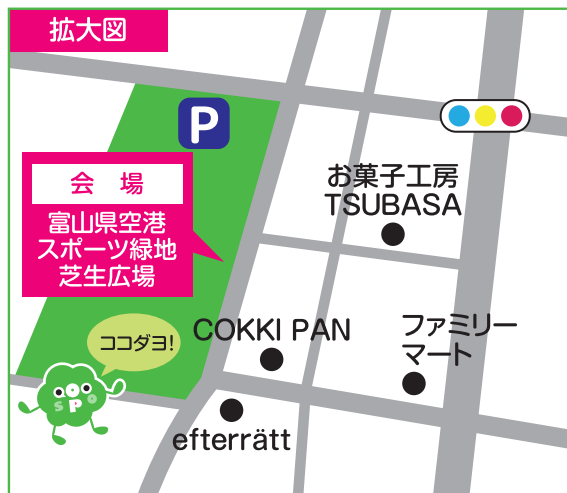 拡大図
P
会 場
富山県空港
スポーツ緑地
芝生広場
お菓子工房
TSUBASA
ココダヨ!
COKKI PAN
ファミリー
マート
SPO
efterrätt